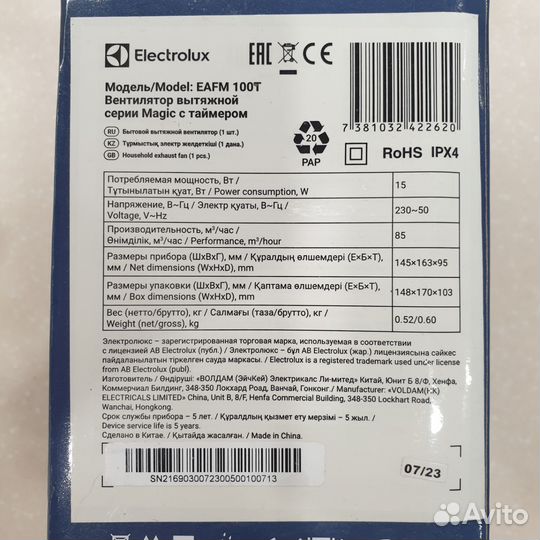 Electrolux
EAC CE
Модель/Model: EAFM 100T
Вентилятор вытяжной
серии Magic с таймером
7 381032 422620
RU Бытовой вытяжной вентилятор (1 шт.)
KZ Тұрмыстық электр желдеткіші (1 дана.)
GB Household exhaust fan (1 pcs.)
20
PAP
RoHS IPX4
Потребляемая мощность, Вт /
Тұтынылатын қуат, Вт / Power consumption, W
15
Напряжение, В~Гц / Электр қуаты, В~Гц /
Voltage, V~Hz
230~50
Производительность, м³/час /
Өнімділік, м³/час / Performance, m³/hour
85
Размеры прибора (ШхВхГ), мм / Құралдың өлшемдері (Е×Б×Т),
мм / Net dimensions (WxHxD), mm
145×163×95
Размеры упаковки (ШхВхГ), мм / Қаптама өлшемдері (Е×Б×Т),
мм / Box dimensions (WxHxD), mm
148×170×103
Вес (нетто/брутто), кг / Салмағы (таза/брутто), кг /
Weight (net/gross), kg
0.52/0.60
Электролюкс – зарегистрированная торговая марка, используемая в соответствии
с лицензией AB Electrolux (публ.) / Электролюкс – бұл AB Electrolux (жар.) лицензиясына сәйкес
пайдаланылатын тіркелген сауда маркасы. / Electrolux is a registered trademark used under license
from AB Electrolux (publ).
Изготовитель / Өндіруші: «ВОЛДАМ (ЭйчКей) Электрикалс Ли-митед» Китай, Юнит Б 8/Ф, Хенфа,
Коммерчиал Билдинг, 348-350 Локхард Роад, Ванчай, Гонконг./ Manufacturer: «VOLDAM(HK)
ELECTRICALS LIMITED» China, Unit B, 8/F, Henfa Commercial Building, 348-350 Lockhart Road,
Wanchai, Hongkong.
Срок службы прибора – 5 лет. / Құралдың қызмет ету мерзімі – 5 жыл. /
Device service life is 5 years.
Сделано в Китае. / Қытайда жасалған. / Made in China.
SN216903007230050010 0713
07/23
Avito